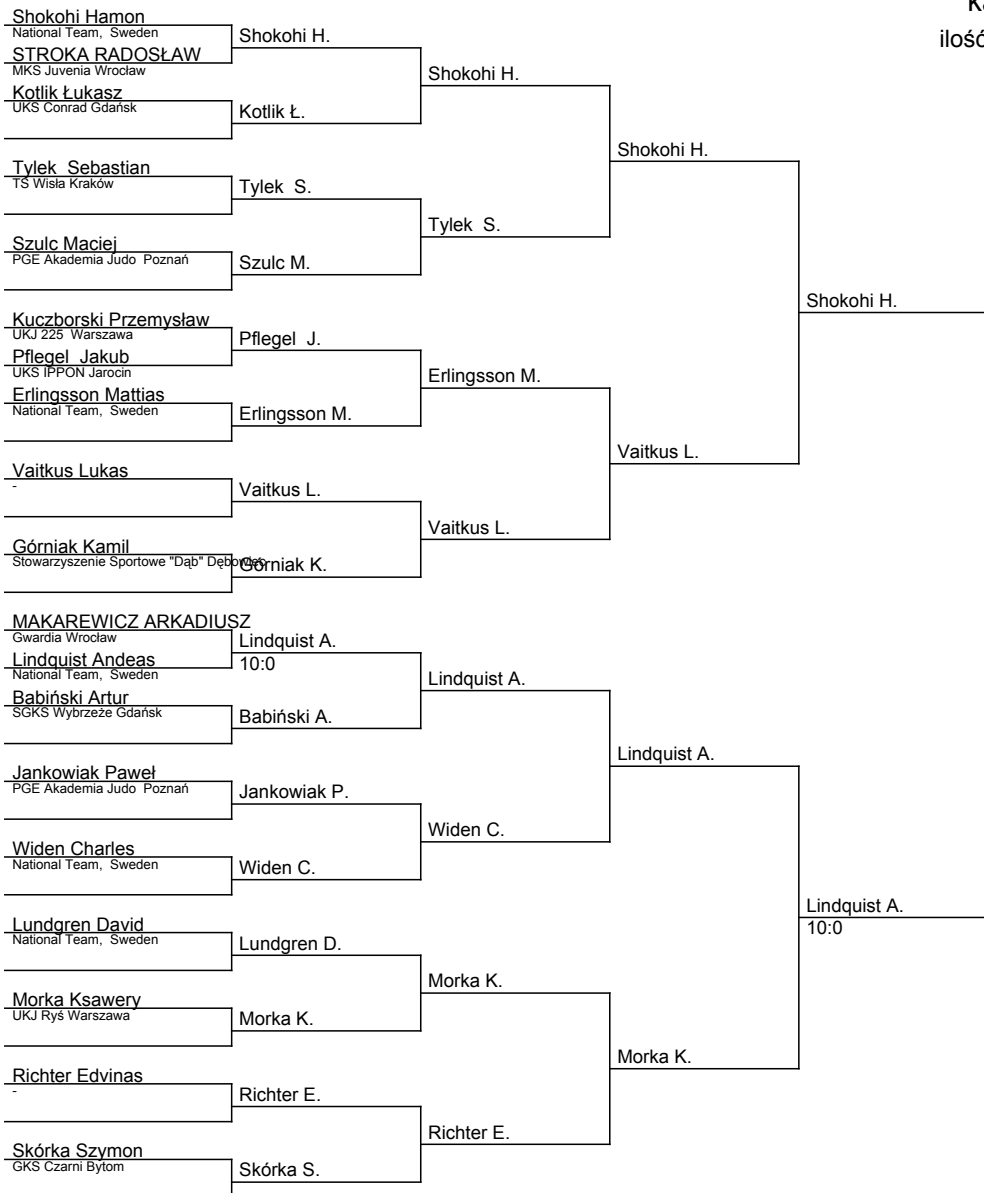 Ka
ilość
Shokohi Hamon
National Team,  Sweden
STROKA RADOSŁAW
MKS Juvenia Wrocław
Kotlik Łukasz
UKS Conrad Gdańsk
Tylek  Sebastian
TS Wisła Kraków
Szulc Maciej
PGE Akademia Judo  Poznań
Kuczborski Przemysław
UKJ 225  Warszawa
Pflegel  Jakub
UKS IPPON Jarocin
Erlingsson Mattias
National Team,  Sweden
Vaitkus Lukas
-
Górniak Kamil
Stowarzyszenie Sportowe "Dąb" Dębowiec
MAKAREWICZ ARKADIUSZ
Gwardia Wrocław
Lindquist Andeas
National Team,  Sweden
Babiński Artur
SGKS Wybrzeże Gdańsk
Jankowiak Paweł
PGE Akademia Judo  Poznań
Widen Charles
National Team,  Sweden
Lundgren David
National Team,  Sweden
Morka Ksawery
UKJ Ryś Warszawa
Richter Edvinas
-
Skórka Szymon
GKS Czarni Bytom
Shokohi H.
Kotlik Ł.
Tylek  S.
Szulc M.
Pflegel  J.
Erlingsson M.
Vaitkus L.
Górniak K.
Lindquist A.
10:0
Babiński A.
Jankowiak P.
Widen C.
Lundgren D.
Morka K.
Richter E.
Skórka S.
Shokohi H.
Tylek  S.
Erlingsson M.
Vaitkus L.
Lindquist A.
Widen C.
Morka K.
Richter E.
Shokohi H.
Vaitkus L.
Lindquist A.
Morka K.
Shokohi H.
Lindquist A.
10:0